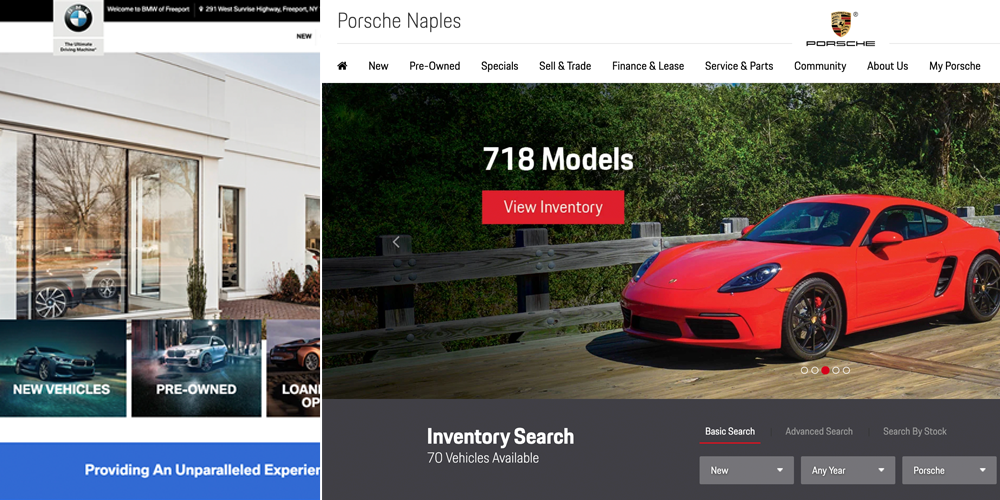 Welcome to BMW of Freeport
291 West Sunrise Highway, Freeport, NY
The Ultimate
Driving Machine®
NEW
NEW VEHICLES
PRE-OWNED
LOAN
OP
Providing An Unparalleled Experien
Porsche Naples
®
PORSCHE
New
Pre-Owned
Specials
Sell & Trade
Finance & Lease
Service & Parts
Community
About Us
My Porsche
718 Models
View Inventory
Inventory Search
70 Vehicles Available
Basic Search
Advanced Search
Search By Stock
New
Any Year
Porsche